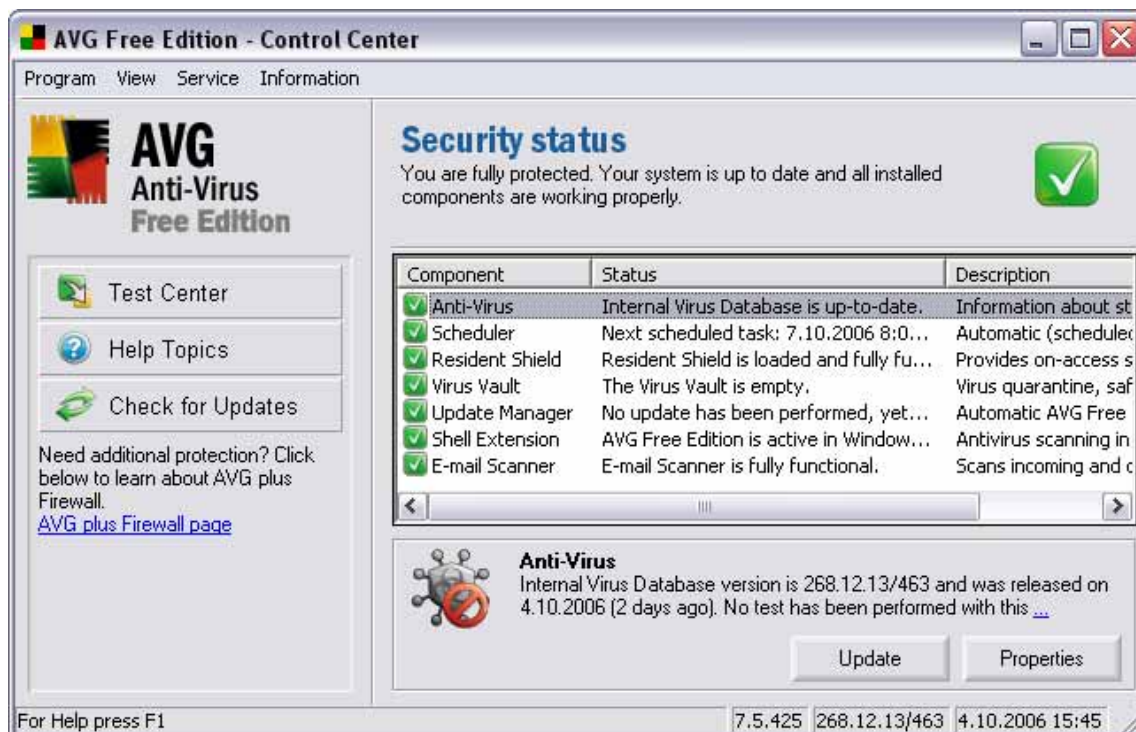 AVG Free Edition - Control Center
Program View Service Information
AVG
Anti-Virus
Free Edition
Test Center
Help Topics
Check for Updates
Need additional protection? Click
below to learn about AVG plus
Firewall.
AVG plus Firewall page
Security status
You are fully protected. Your system is up to date and all installed
components are working properly.
Component Status Description
Anti-Virus Internal Virus Database is up-to-date. Information about st
Scheduler Next scheduled task: 7.10.2006 8:0... Automatic (scheduled
Resident Shield Resident Shield is loaded and fully fu... Provides on-access s
Virus Vault The Virus Vault is empty. Virus quarantine, saf
Update Manager No update has been performed, yet... Automatic AVG Free
Shell Extension AVG Free Edition is active in Window... Antivirus scanning in
E-mail Scanner E-mail Scanner is fully functional. Scans incoming and o
Anti-Virus
Internal Virus Database version is 268.12.13/463 and was released on
4.10.2006 (2 days ago). No test has been performed with this ...
Update Properties
For Help press F1 7.5.425 268.12.13/463 4.10.2006 15:45